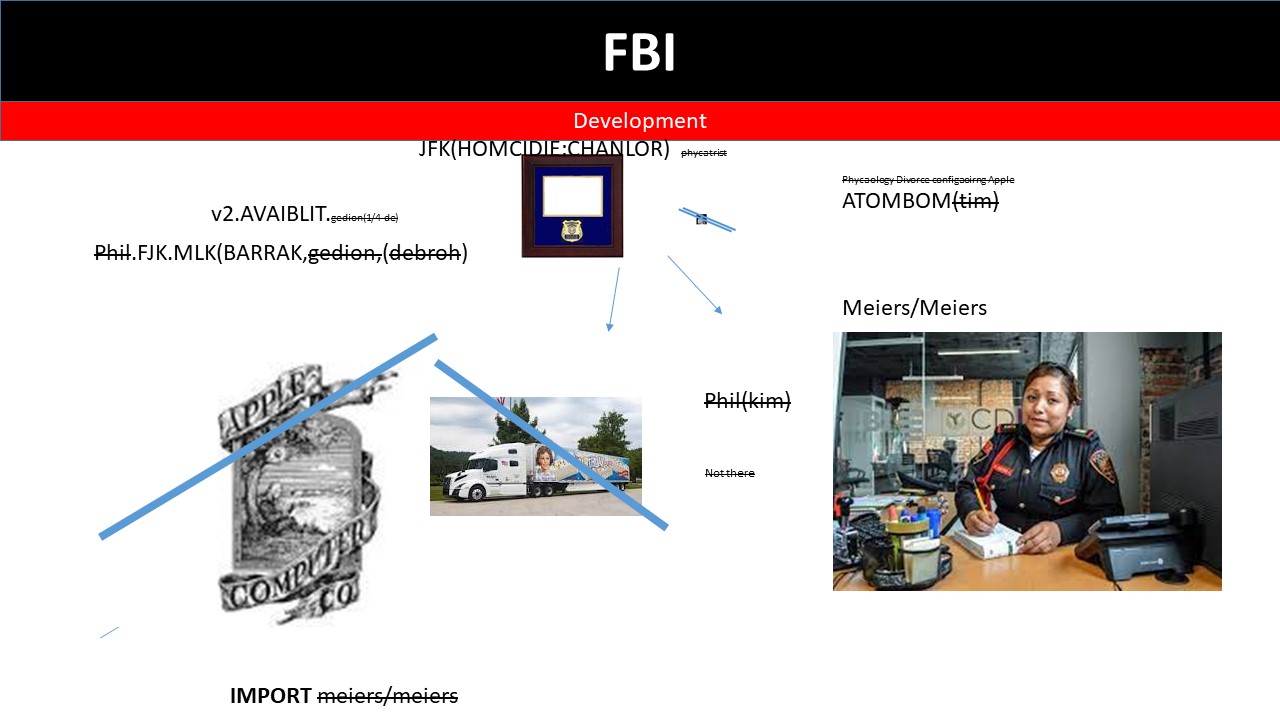 FBI
Development
JFK(HOMCIDIE:CHANLOR) phycatrist
Phycaology Divorce configaoirng Apple
ATOMBOM(tim)
v2.AVAIBLIT.gedion(1/4 de)
Phil.FJK.MLK(BARRAK,gedion,(debroh)
Meiers/Meiers
APPLE
COMPUTER
CO
Phil(kim)
Not there
IMPORT meiers/meiers